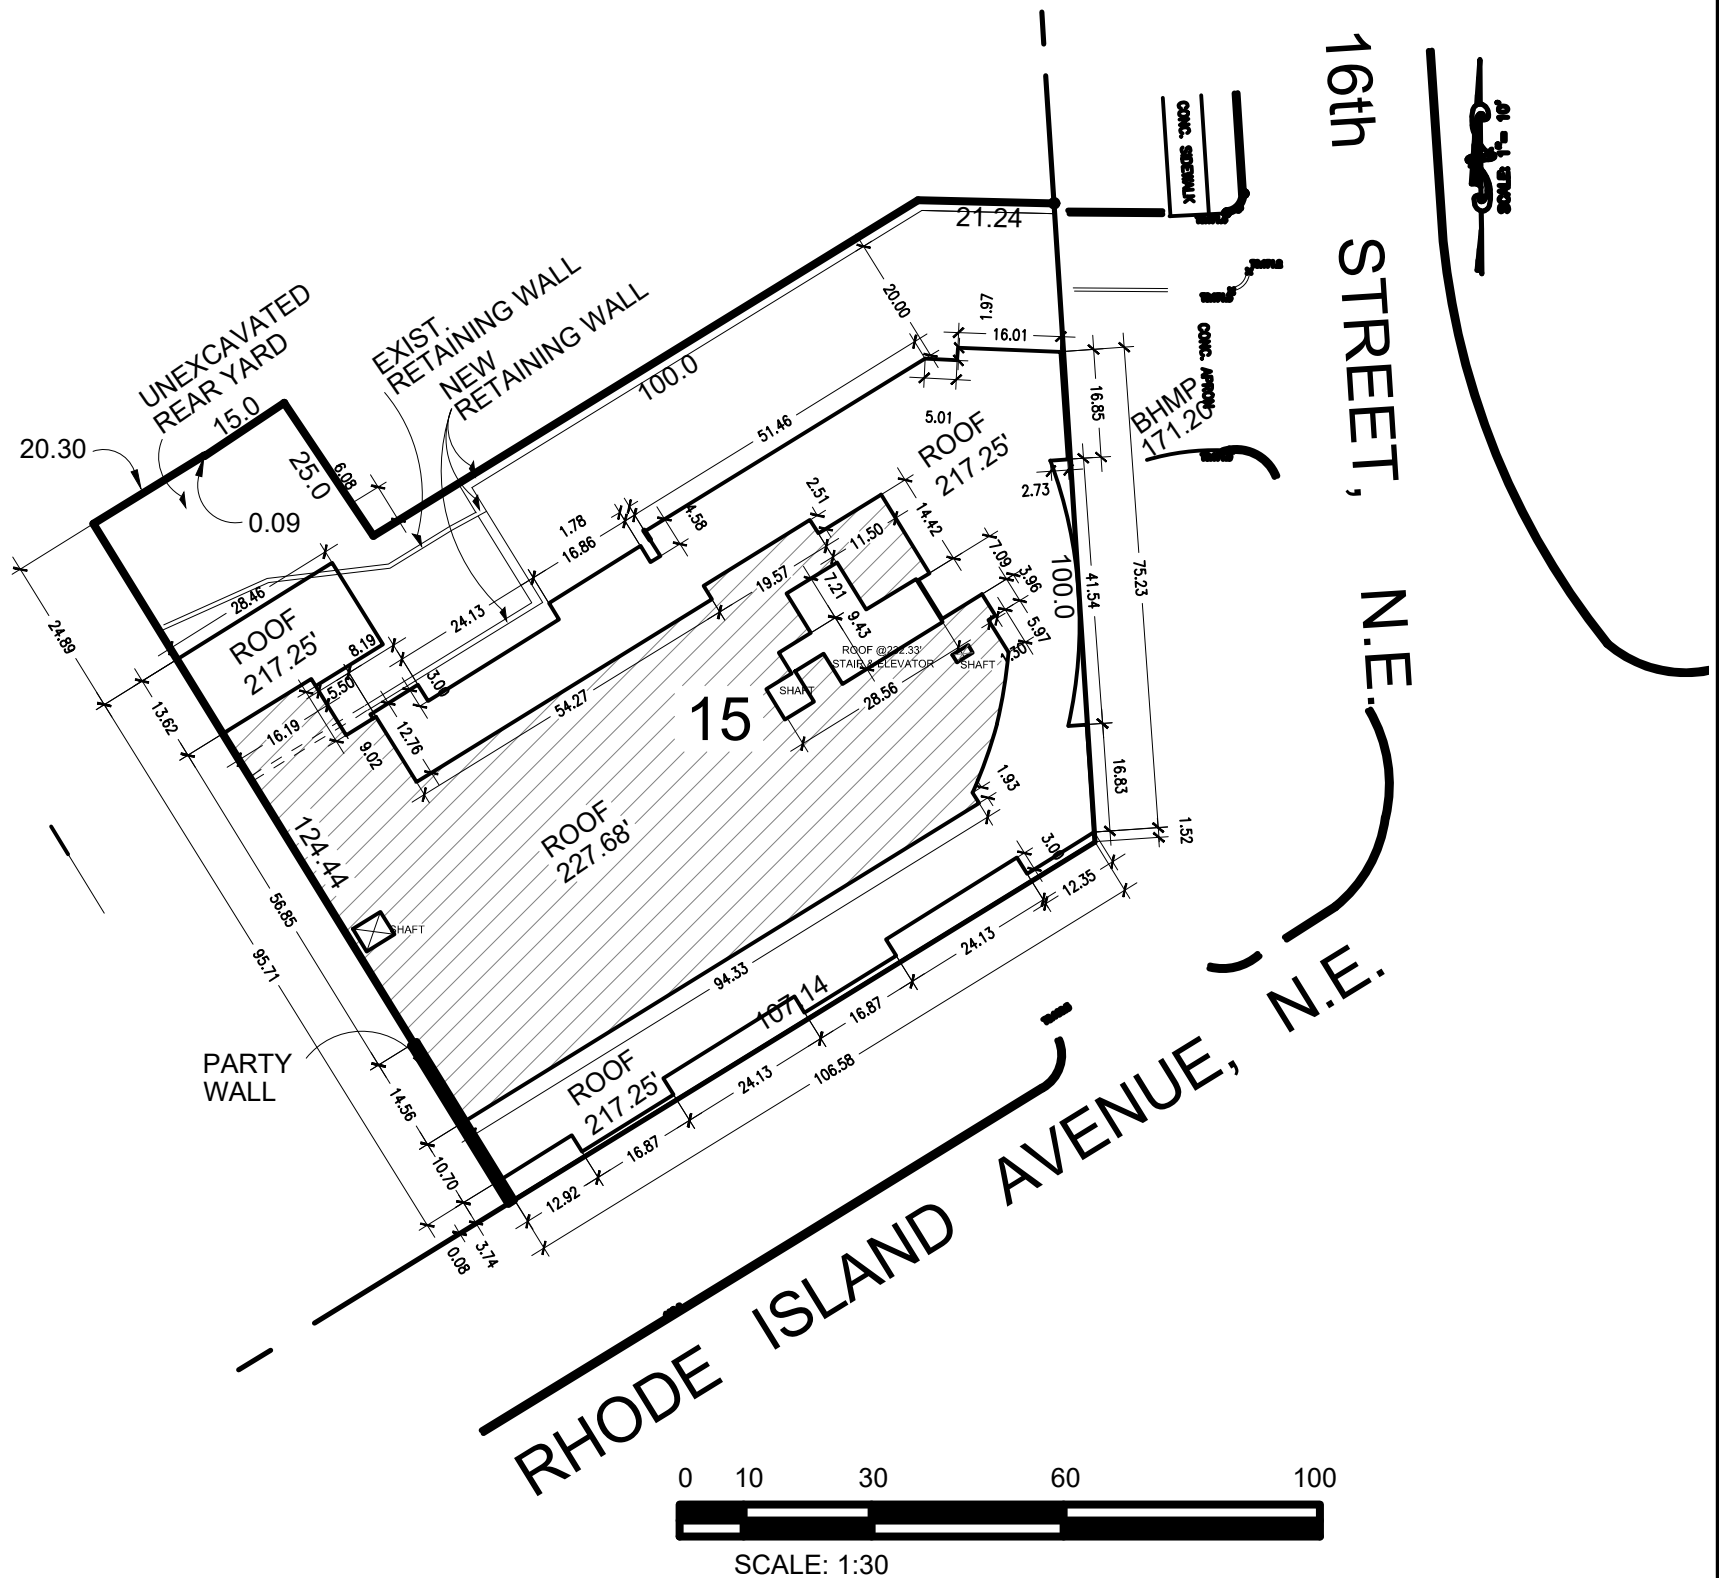 16th STREET, N.E.
SCALE: 1"= 10'
CONC. SIDEWALK
21.24
20.00
1.97
16.01
CONC. APRON
UNEXCAVATED
REAR YARD
15.0
EXIST.
RETAINING WALL
NEW
RETAINING WALL
100.0
16.85
BHMP
171.20
20.30
25.0
6.08
0.09
51.46
5.01
ROOF
217.25'
2.73
2.51
14.42
11.50
1.78
16.86
4.58
7.09
3.96
100.0
41.54
75.23
28.46
24.13
19.57
7.21
9.43
5.97
1.30
24.89
ROOF
217.25'
8.19
5.50
3.00
ROOF @232.33'
STAIR & ELEVATOR
SHAFT
SHAFT
28.56
54.27
15
13.62
16.19
9.02
12.76
16.83
1.93
1.52
124.44
ROOF
227.68'
3.00
12.35
56.85
95.71
SHAFT
94.33
107.14
24.13
16.87
PARTY
WALL
ROOF
217.25'
24.13
106.58
14.56
16.87
10.70
12.92
3.74
0.08
RHODE ISLAND AVENUE, N.E.
0 10 30 60 100
SCALE: 1:30